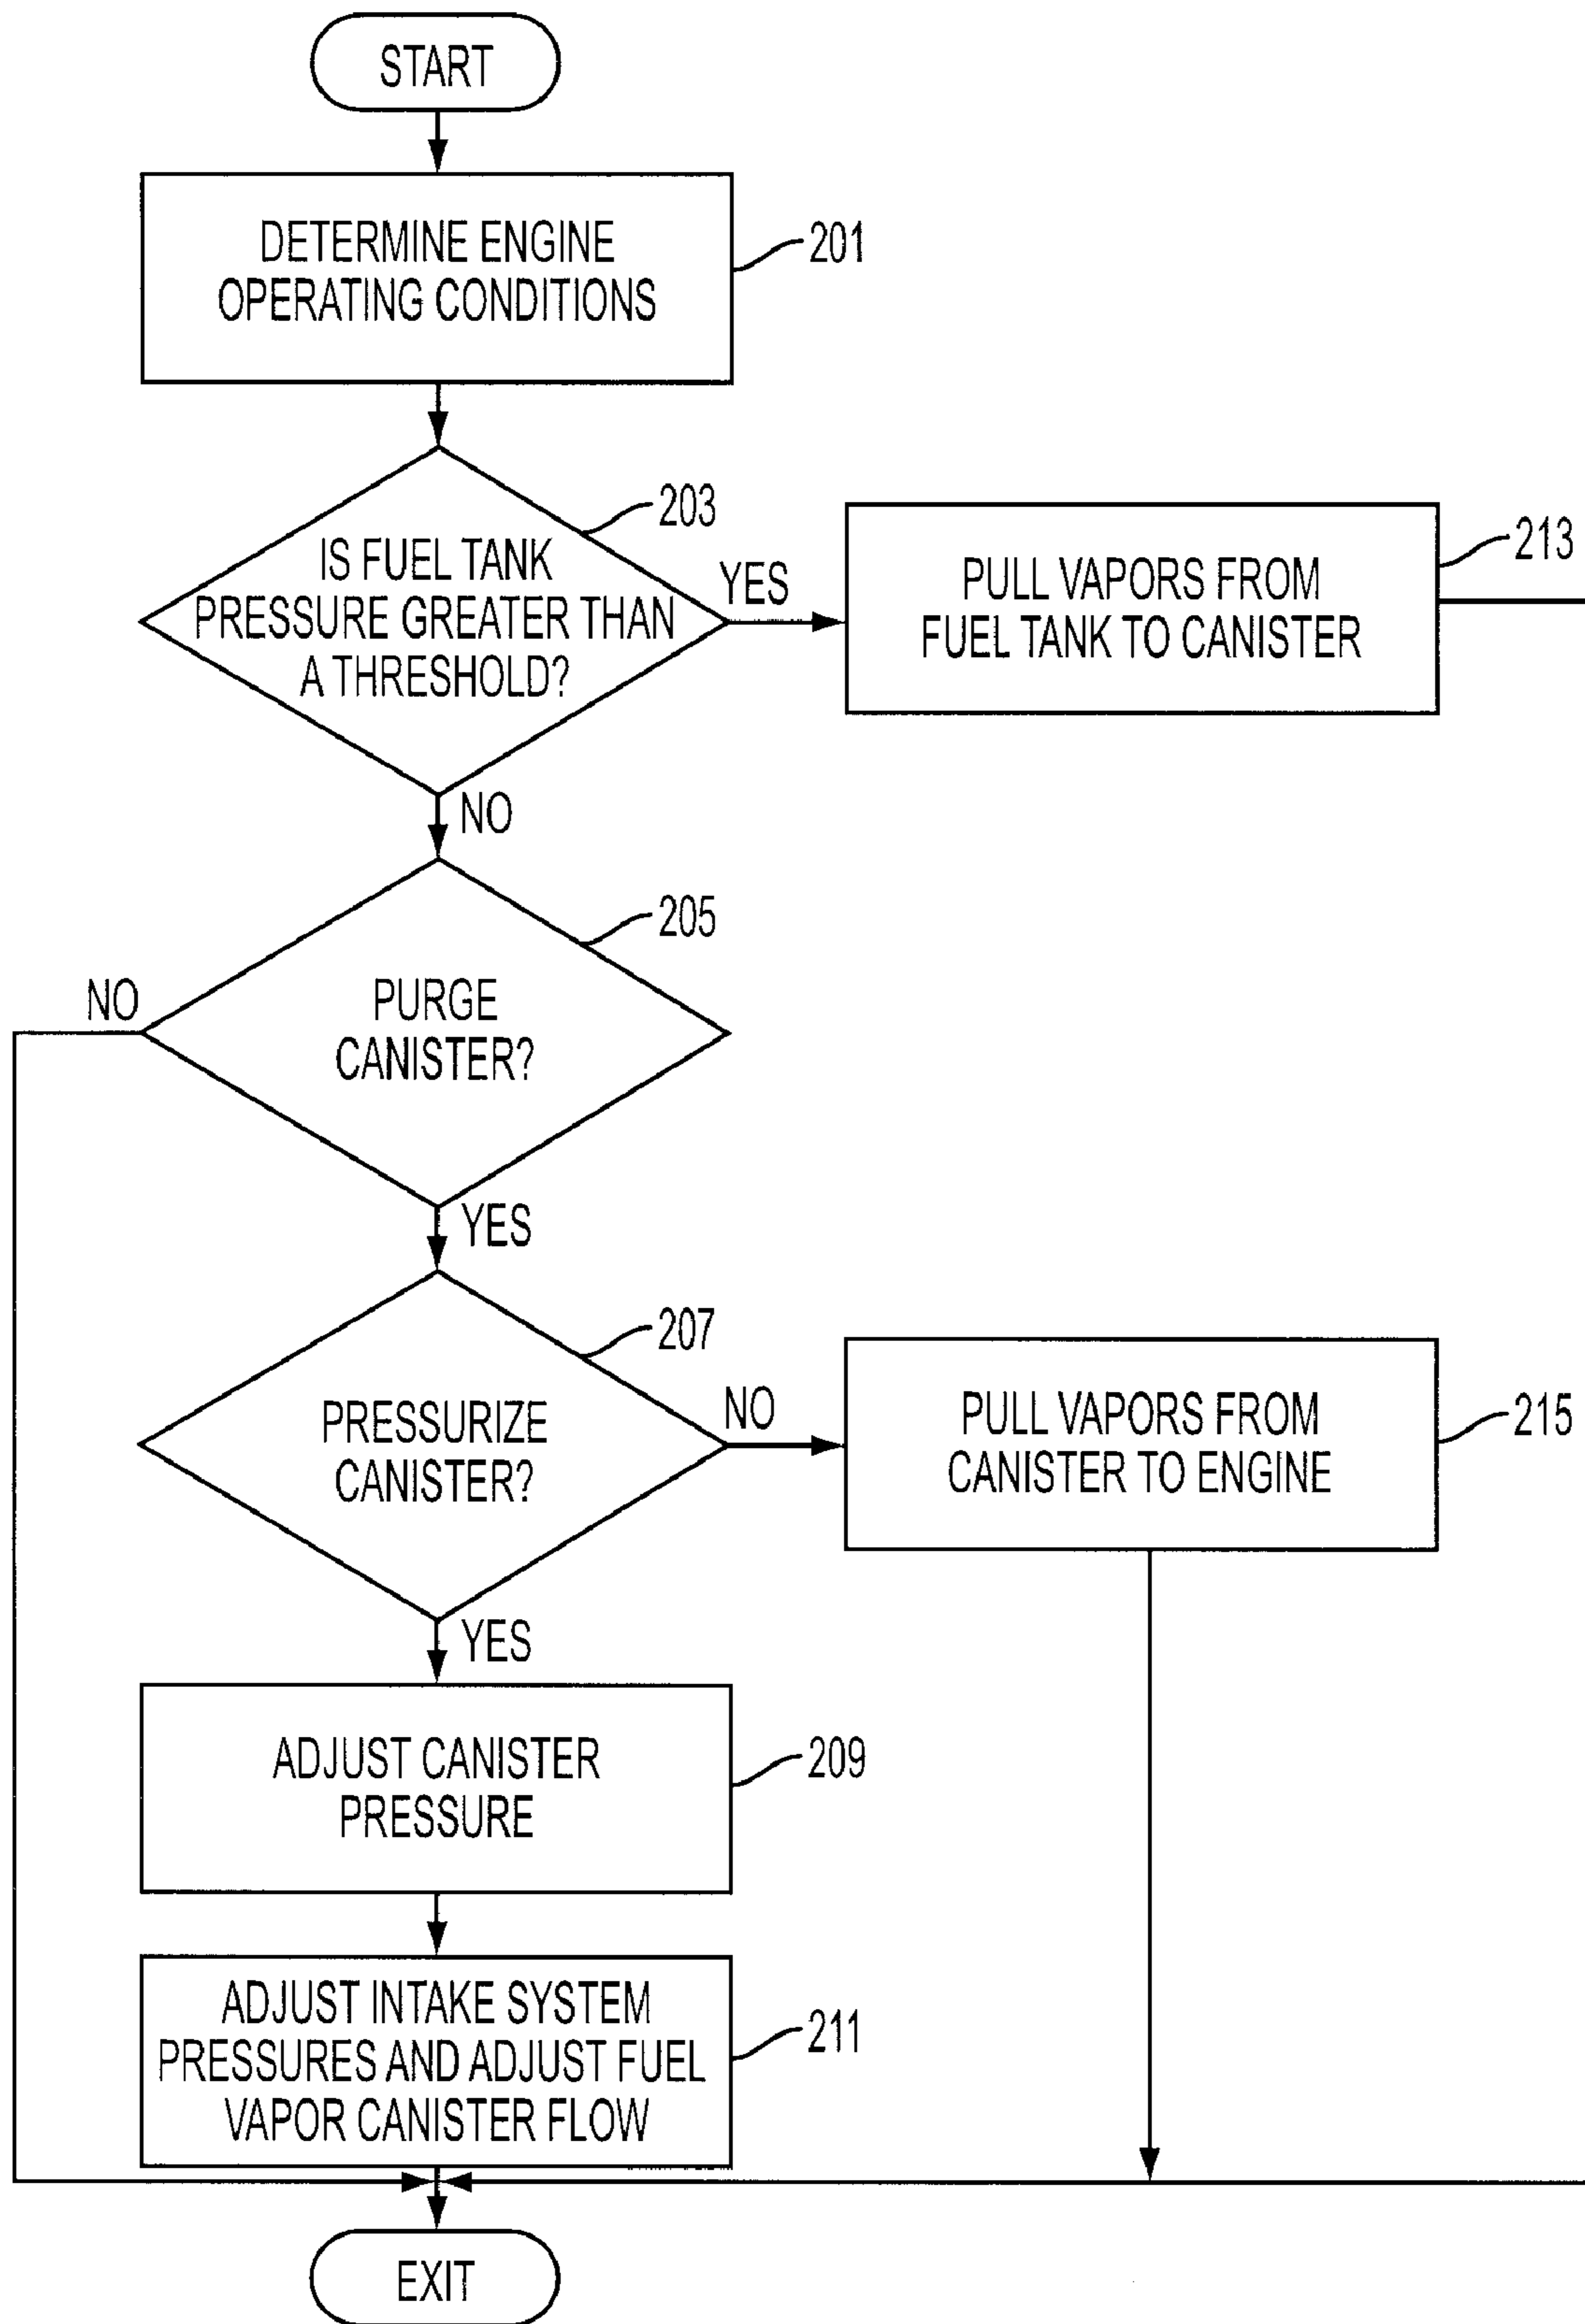 START
DETERMINE ENGINE
OPERATING CONDITIONS
201
IS FUEL TANK
PRESSURE GREATER THAN
A THRESHOLD?
203
YES
PULL VAPORS FROM
FUEL TANK TO CANISTER
213
NO
PURGE
CANISTER?
205
NO
YES
PRESSURIZE
CANISTER?
207
NO
PULL VAPORS FROM
CANISTER TO ENGINE
215
YES
ADJUST CANISTER
PRESSURE
209
ADJUST INTAKE SYSTEM
PRESSURES AND ADJUST FUEL
VAPOR CANISTER FLOW
211
EXIT